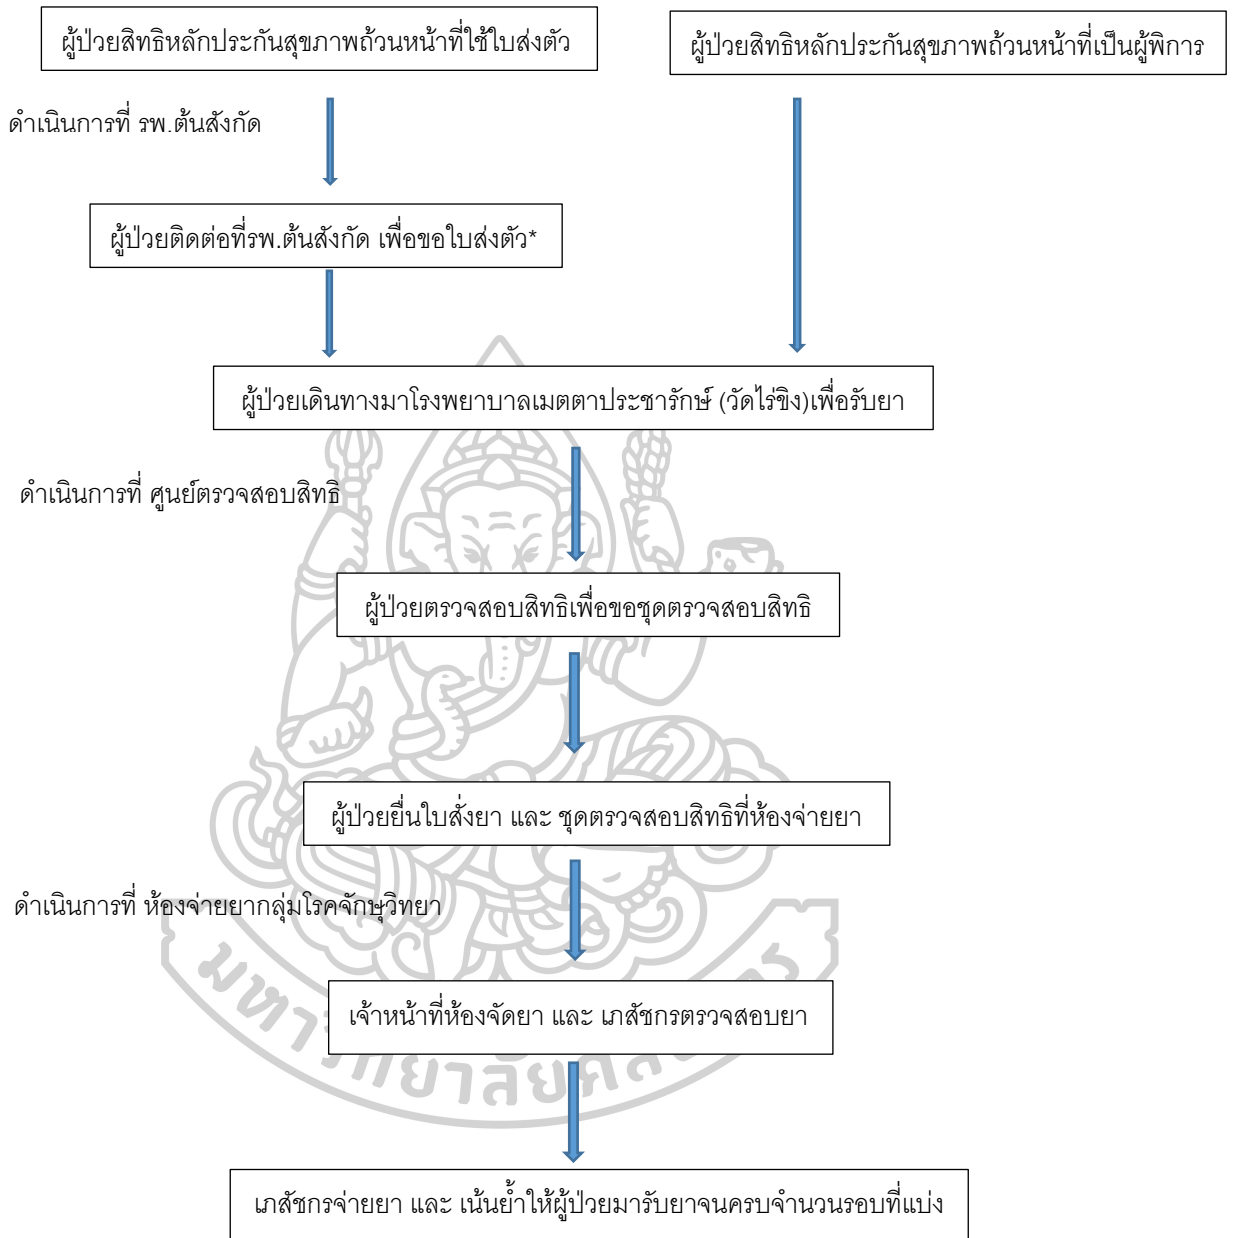 ผู้ป่วยสิทธิหลักประกันสุขภาพถ้วนหน้าที่ใช้ใบส่งตัว
ผู้ป่วยสิทธิหลักประกันสุขภาพถ้วนหน้าที่เป็นผู้พิการ
ดำเนินการที่ รพ.ต้นสังกัด
ผู้ป่วยติดต่อที่รพ.ต้นสังกัด เพื่อขอใบส่งตัว*
ผู้ป่วยเดินทางมาโรงพยาบาลเมตตาประชารักษ์ (วัดไร่ขิง)เพื่อรับยา
ดำเนินการที่ ศูนย์ตรวจสอบสิทธิ
ผู้ป่วยตรวจสอบสิทธิเพื่อขอชุดตรวจสอบสิทธิ
ผู้ป่วยยื่นใบสั่งยา และ ชุดตรวจสอบสิทธิที่ห้องจ่ายยา
ดำเนินการที่ ห้องจ่ายยากลุ่มโรคจักษุวิทยา
เจ้าหน้าที่ห้องจัดยา และ เภสัชกรตรวจสอบยา
เภสัชกรจ่ายยา และ เน้นย้ำให้ผู้ป่วยมารับยาจนครบจำนวนรอบที่แบ่ง